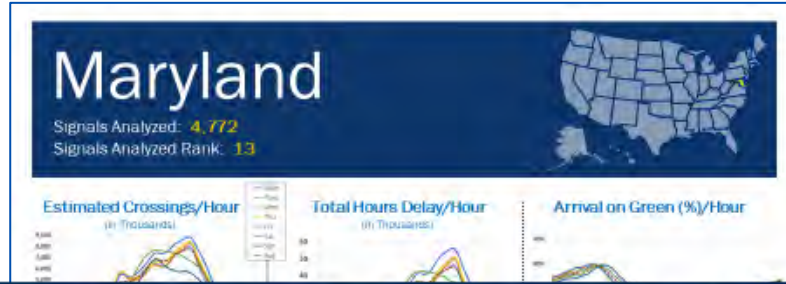 Maryland
Signals Analyzed: 4,772
Signals Analyzed Rank: 13
Estimated Crossings/Hour
(in Thousands)
Total Hours Delay/Hour
(in Thousands)
Arrival on Green (%)/Hour